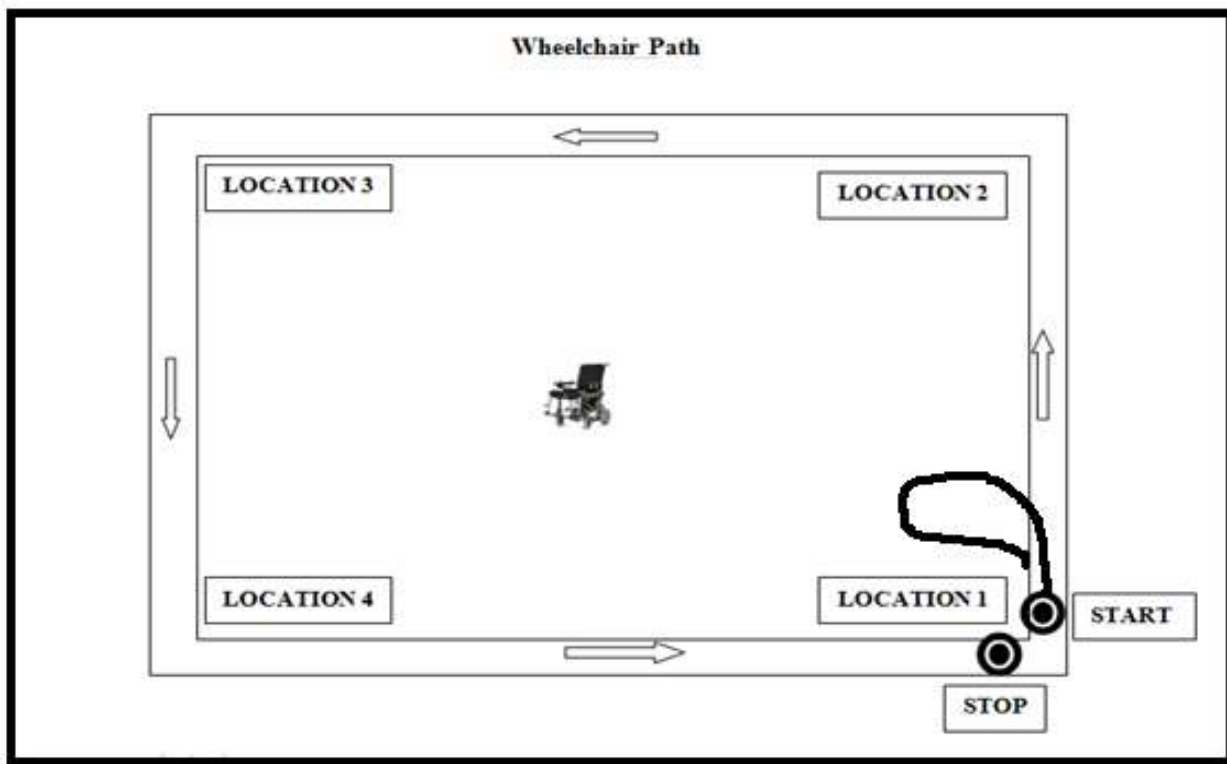 Wheelchair Path
LOCATION 3
LOCATION 2
LOCATION 4
LOCATION 1
START
STOP